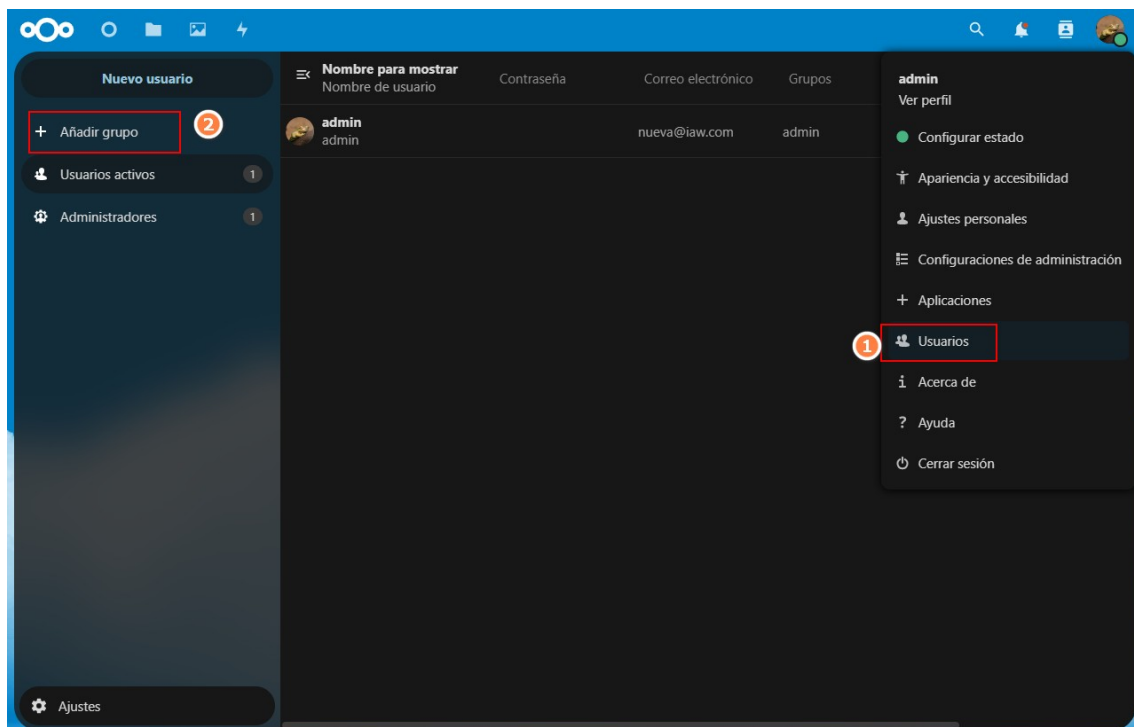 Nuevo usuario
+ Añadir grupo
2
Usuarios activos
1
Administradores
1
Ajustes
Nombre para mostrar
Nombre de usuario
Contraseña
Correo electrónico
Grupos
admin
admin
nueva@iaw.com
admin
admin
Ver perfil
Configurar estado
Apariencia y accesibilidad
Ajustes personales
Configuraciones de administración
+ Aplicaciones
1
Usuarios
i Acerca de
? Ayuda
Cerrar sesión